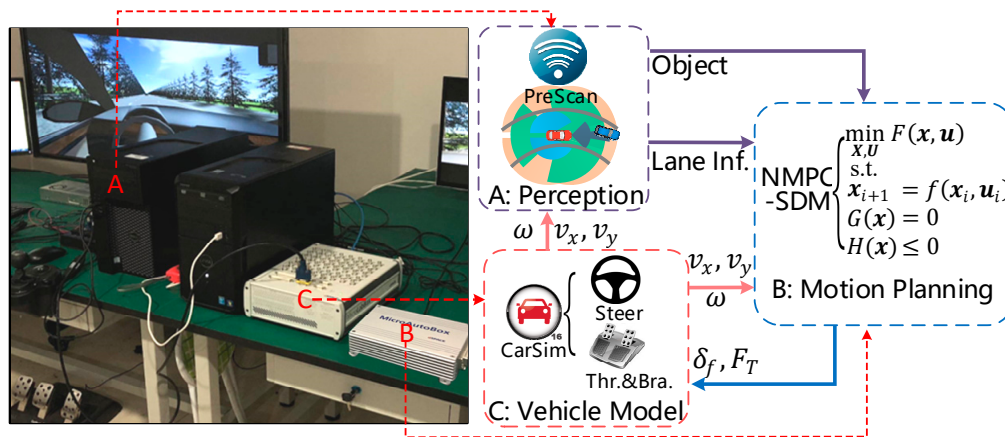 A
C
B
MicroAutoBox
PreScan
A: Perception
Object
Lane Inf.
ω v_x, v_y
CarSim
16
Steer
Thr.&Bra.
C: Vehicle Model
v_x, v_y
ω
δ_f, F_T
NMPC
-SDM
min F(x, u)
X,U
s.t.
x_{i+1} = f(x_i, u_i)
G(x) = 0
H(x) ≤ 0
B: Motion Planning